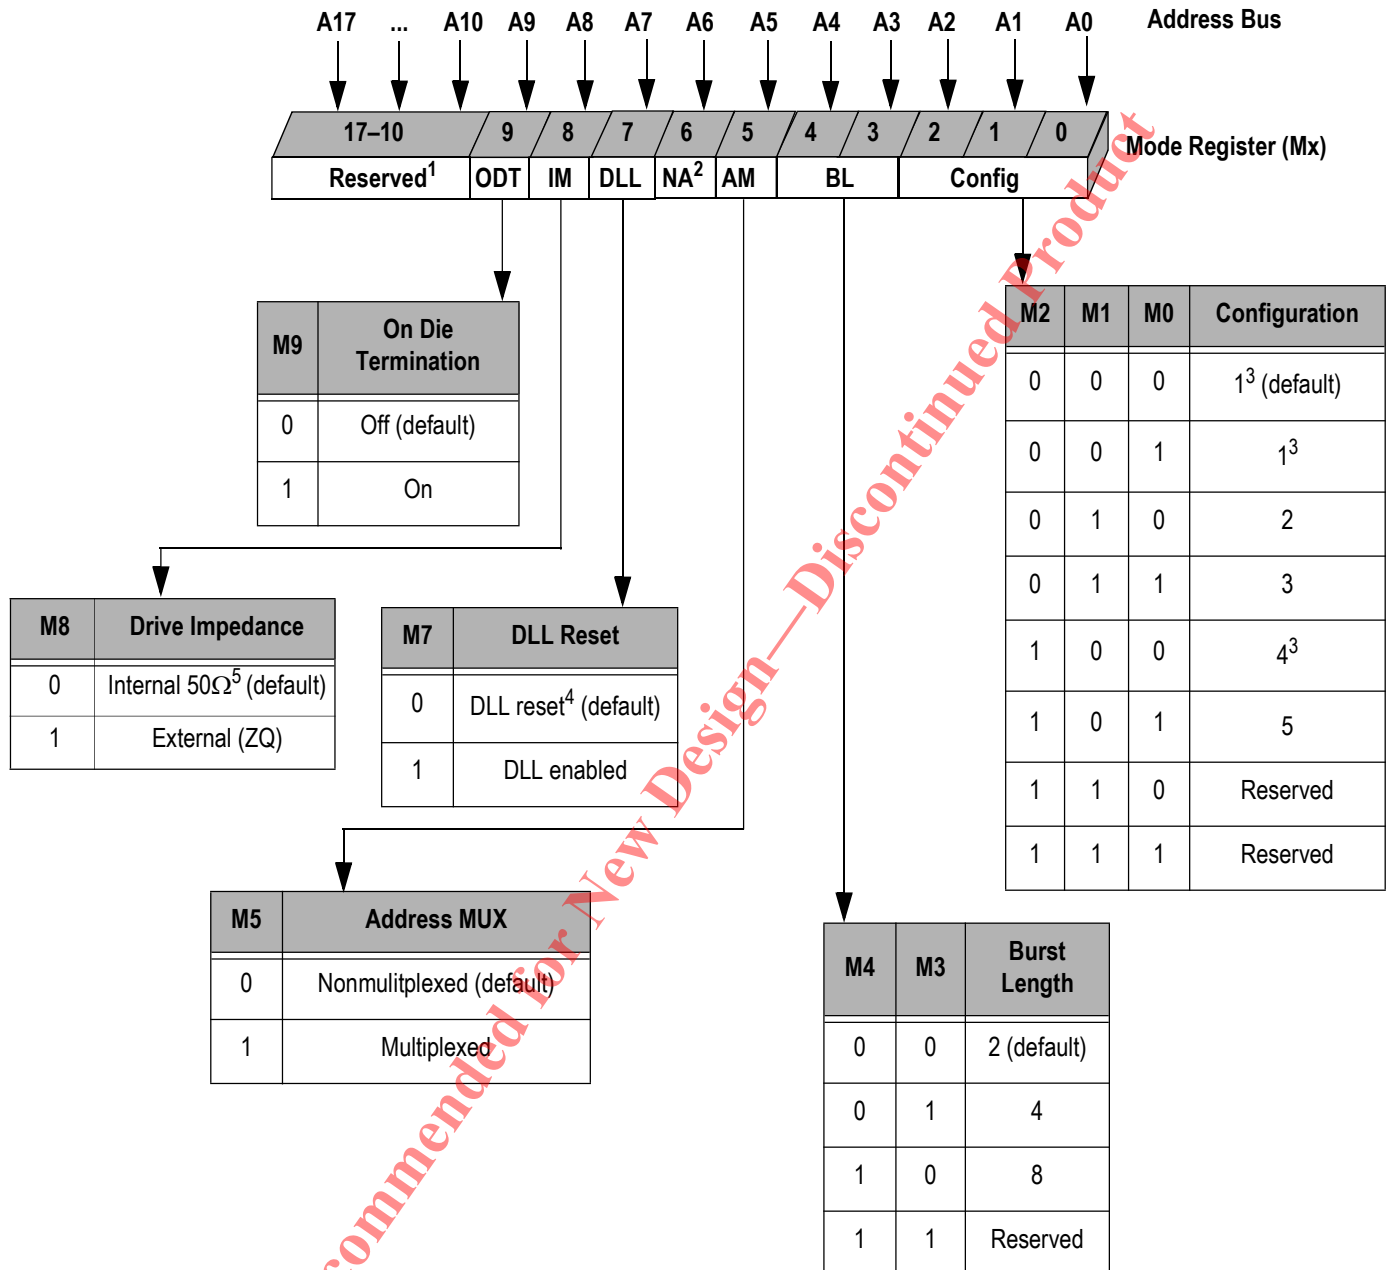 A17 ... A10 A9 A8 A7 A6 A5 A4 A3 A2 A1 A0 Address Bus
17–10 9 8 7 6 5 4 3 2 1 0
Mode Register (Mx)
Reserved1 ODT IM DLL NA2 AM BL Config
M9 On Die
Termination
0 Off (default)
1 On
M2 M1 M0 Configuration
0 0 0 13 (default)
0 0 1 13
0 1 0 2
0 1 1 3
1 0 0 43
1 0 1 5
1 1 0 Reserved
1 1 1 Reserved
M8 Drive Impedance
0 Internal 50Ω5 (default)
1 External (ZQ)
M7 DLL Reset
0 DLL reset4 (default)
1 DLL enabled
M5 Address MUX
0 Nonmulitplexed (default)
1 Multiplexed
M4 M3 Burst
Length
0 0 2 (default)
0 1 4
1 0 8
1 1 Reserved
commended for New Design—Discontinued Product